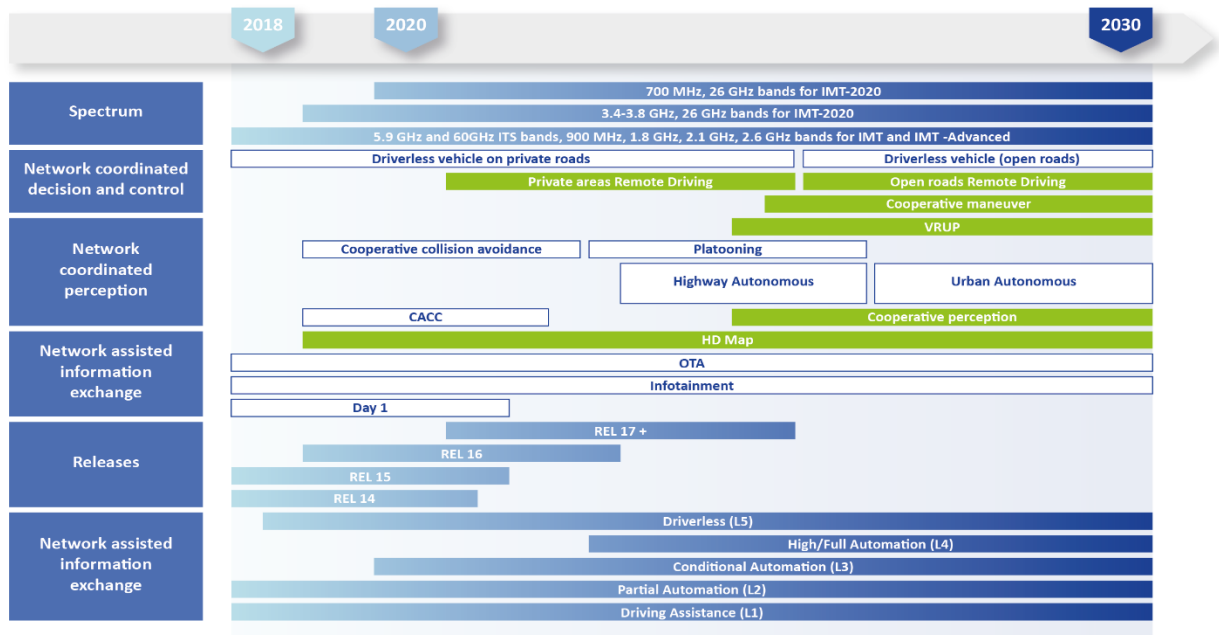 2018
2020
2030
Spectrum
700 MHz, 26 GHz bands for IMT-2020
3.4-3.8 GHz, 26 GHz bands for IMT-2020
5.9 GHz and 60GHz ITS bands, 900 MHz, 1.8 GHz, 2.1 GHz, 2.6 GHz bands for IMT and IMT -Advanced
Network coordinated
decision and control
Driverless vehicle on private roads
Driverless vehicle (open roads)
Private areas Remote Driving
Open roads Remote Driving
Cooperative maneuver
Network
coordinated
perception
VRUP
Cooperative collision avoidance
Platooning
Highway Autonomous
Urban Autonomous
CACC
Cooperative perception
Network assisted
information
exchange
HD Map
OTA
Infotainment
Day 1
Releases
REL 17 +
REL 16
REL 15
REL 14
Network assisted
information
exchange
Driverless (L5)
High/Full Automation (L4)
Conditional Automation (L3)
Partial Automation (L2)
Driving Assistance (L1)